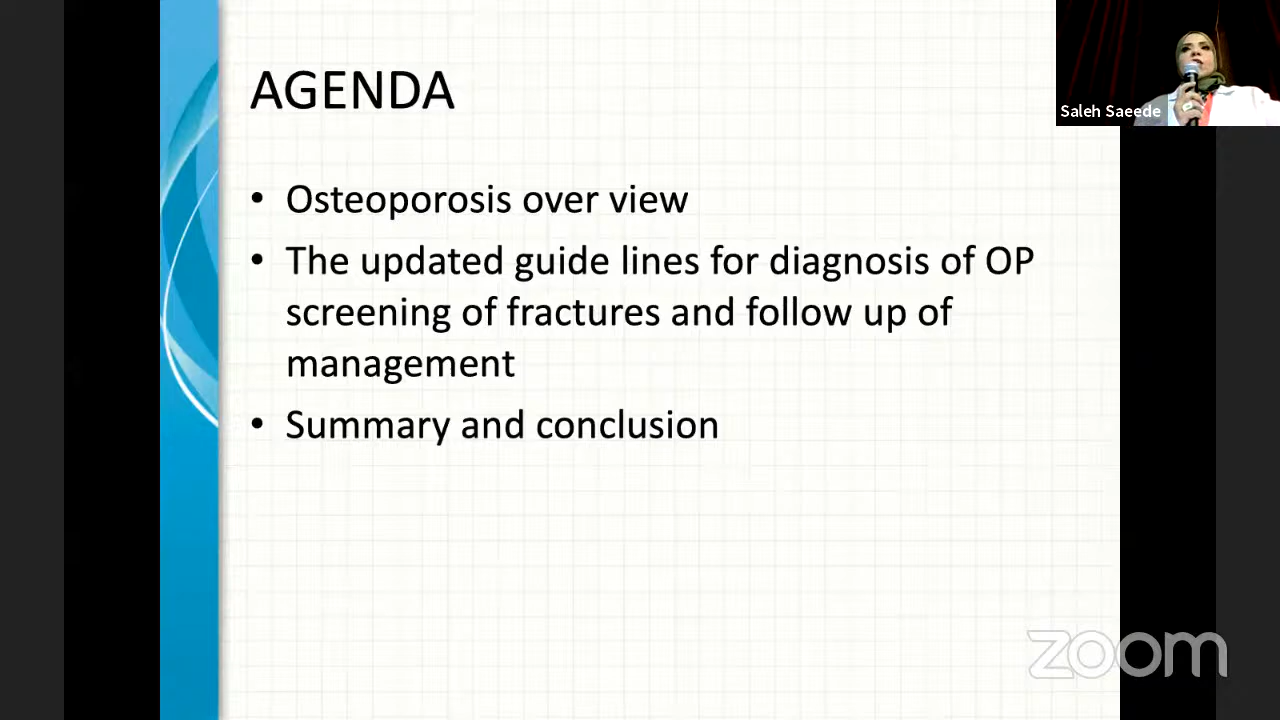 AGENDA
Saleh Saeede
• Osteoporosis over view
• The updated guide lines for diagnosis of OP
screening of fractures and follow up of
management
• Summary and conclusion
zoom